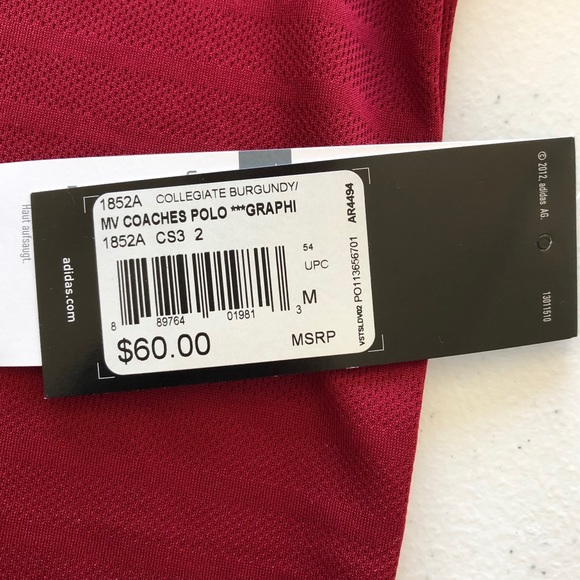 1852A COLLEGIATE BURGUNDY/
MV COACHES POLO ***GRAPHI
1852A CS3 2
54
UPC
M
8 89764 01981 3
$60.00 MSRP
VSTSLDV02 PO113656701 AR4494
adidas.com
Haut aufsaugt.
© 2012, adidas AG.
13011510